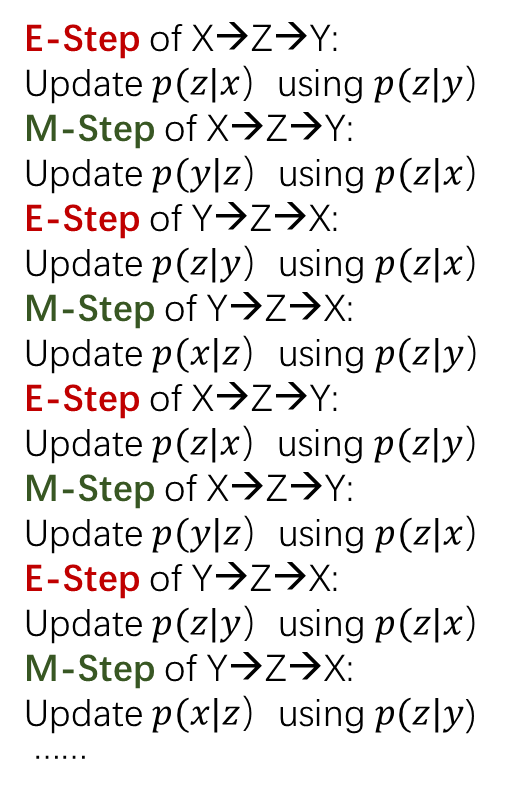 E-Step of X→Z→Y:
Update p(z|x) using p(z|y)
M-Step of X→Z→Y:
Update p(y|z) using p(z|x)
E-Step of Y→Z→X:
Update p(z|y) using p(z|x)
M-Step of Y→Z→X:
Update p(x|z) using p(z|y)
E-Step of X→Z→Y:
Update p(z|x) using p(z|y)
M-Step of X→Z→Y:
Update p(y|z) using p(z|x)
E-Step of Y→Z→X:
Update p(z|y) using p(z|x)
M-Step of Y→Z→X:
Update p(x|z) using p(z|y)
......